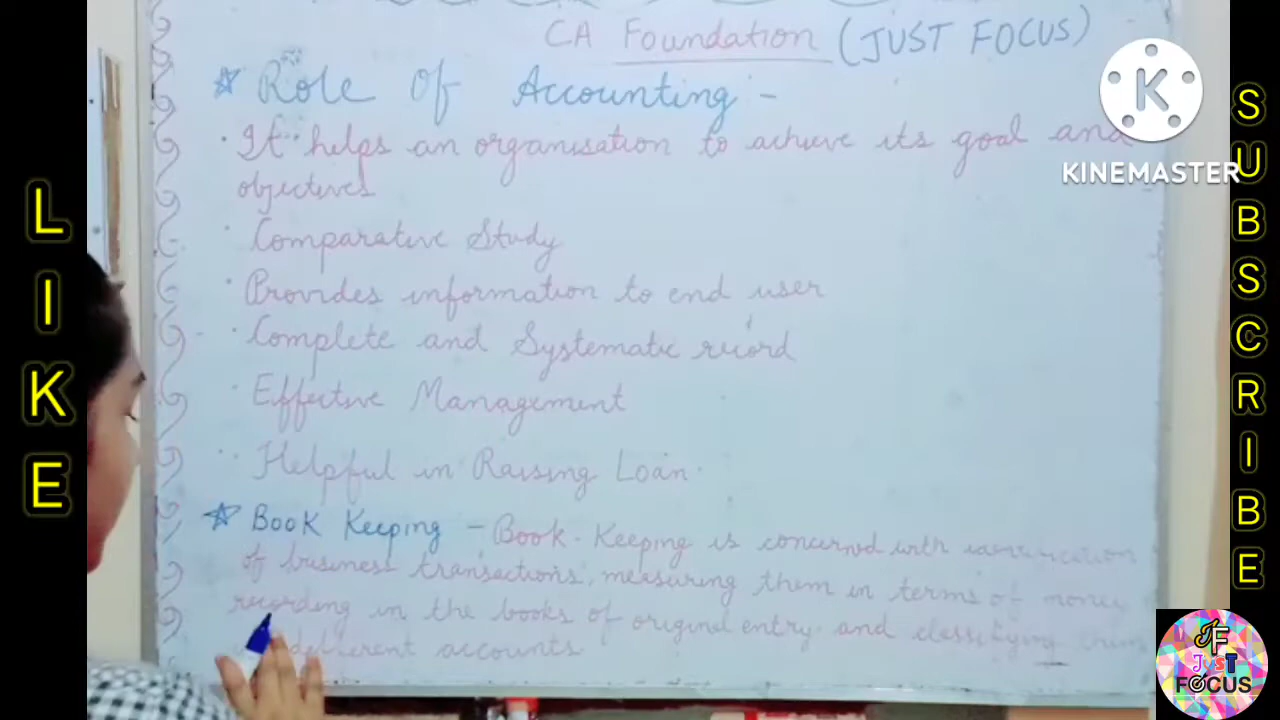 CA Foundation (JUST FOCUS)
Role Of Accounting -
• It helps an organisation to achieve its goal and
objectives
• Comparative Study
• Provides information to end user
• Complete and Systematic record
• Effective Management
• Helpful in Raising Loan
Book Keeping - Book-Keeping is concerned with identification
of business transactions, measuring them in terms of money
recording in the books of original entry and classifying them
different accounts
LIKE
SUBSCRIBE
K
KINEMASTER
JF
JUST
FOCUS